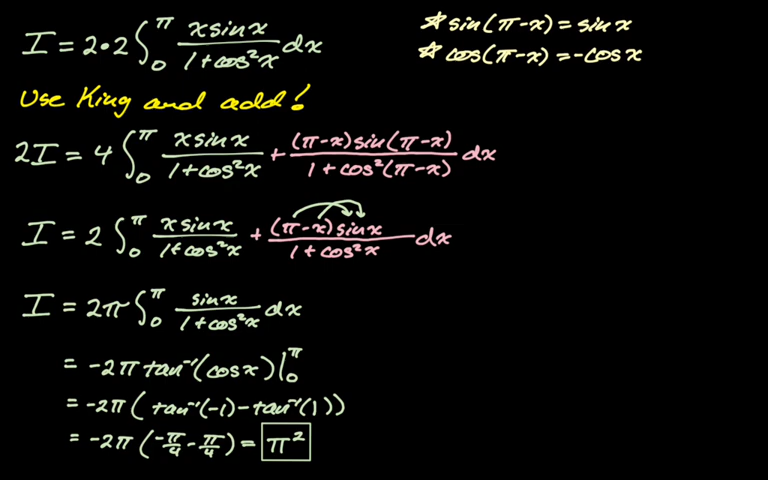 I = 2•2 ∫₀^π (x sin x)/(1+cos²x) dx
☆ sin(π-x) = sin x
☆ cos(π-x) = -cos x
Use King and add!
2I = 4 ∫₀^π (x sin x)/(1+cos²x) + ((π-x) sin(π-x))/(1+cos²(π-x)) dx
I = 2 ∫₀^π (x sin x)/(1+cos²x) + ((π-x) sin x)/(1+cos²x) dx
I = 2π ∫₀^π (sin x)/(1+cos²x) dx
= -2π tan⁻¹(cos x)|₀^π
= -2π (tan⁻¹(-1) - tan⁻¹(1))
= -2π (-π/4 - π/4) = π²